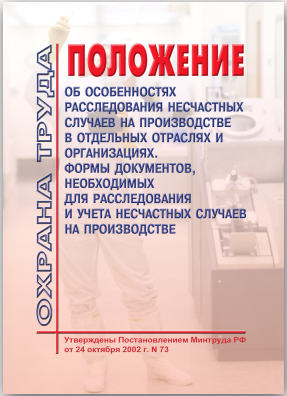 ОХРАНА ТРУДА
ПОЛОЖЕНИЕ
ОБ ОСОБЕННОСТЯХ
РАССЛЕДОВАНИЯ НЕСЧАСТНЫХ
СЛУЧАЕВ НА ПРОИЗВОДСТВЕ
В ОТДЕЛЬНЫХ ОТРАСЛЯХ И
ОРГАНИЗАЦИЯХ.
ФОРМЫ ДОКУМЕНТОВ,
НЕОБХОДИМЫХ
ДЛЯ РАССЛЕДОВАНИЯ
И УЧЕТА НЕСЧАСТНЫХ СЛУЧАЕВ
НА ПРОИЗВОДСТВЕ
Утверждены Постановлением Минтруда РФ
от 24 октября 2002 г. N 73